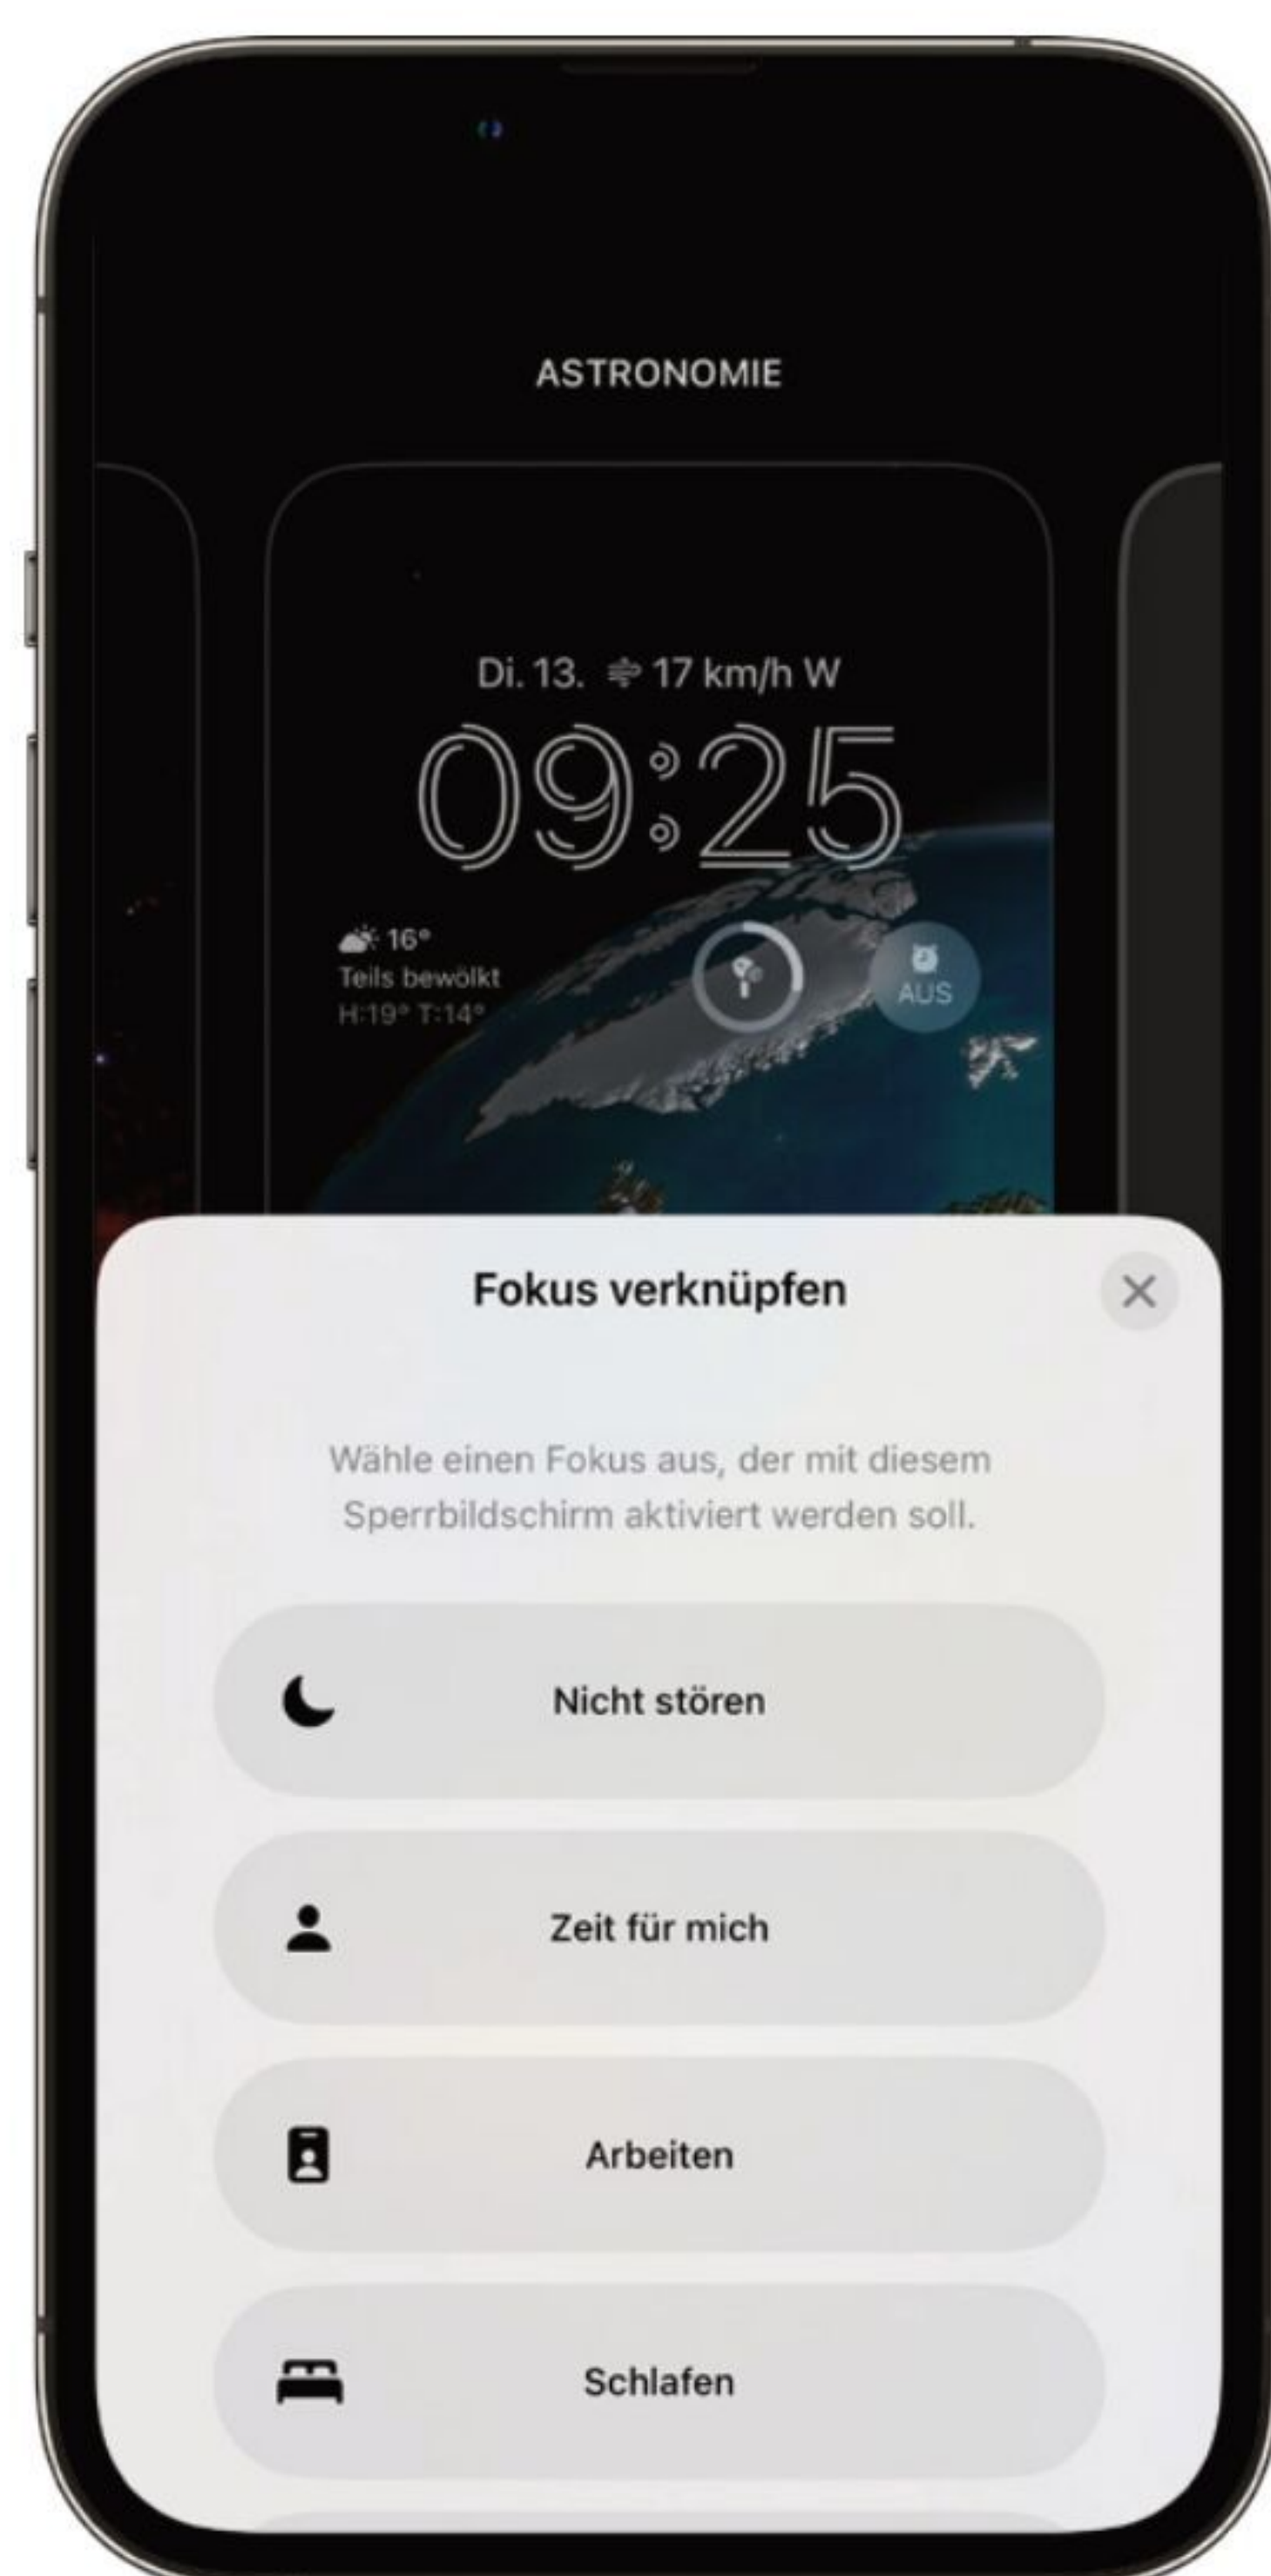 ASTRONOMIE
Di. 13. 17 km/h W
09:25
16°
Teils bewölkt
H:19° T:14°
AUS
Fokus verknüpfen
Wähle einen Fokus aus, der mit diesem
Sperrbildschirm aktiviert werden soll.
Nicht stören
Zeit für mich
Arbeiten
Schlafen